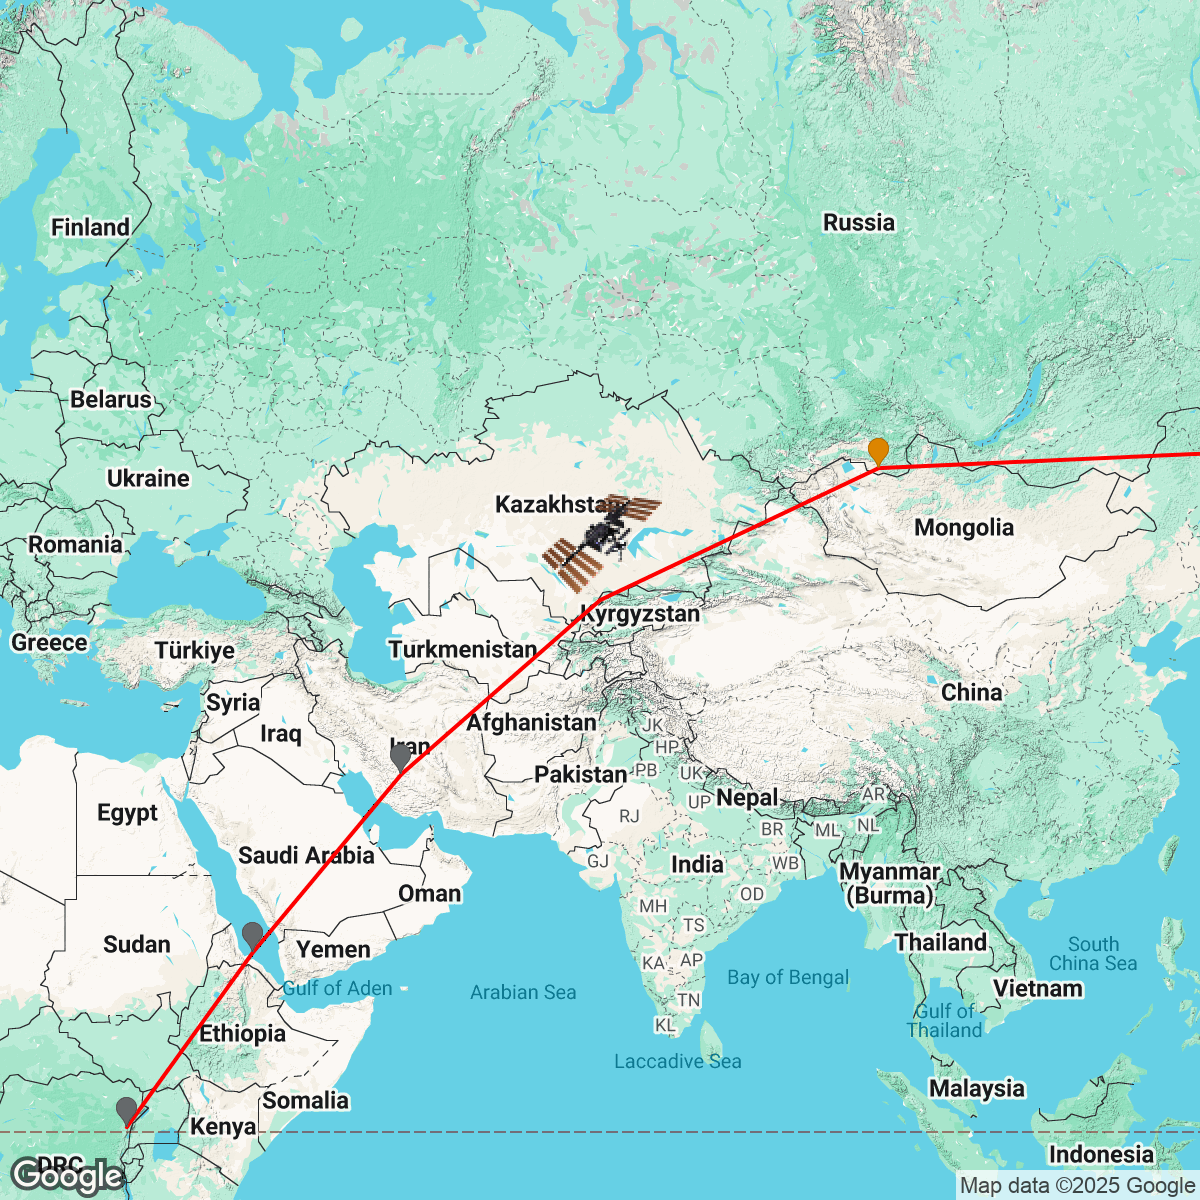 Finland
Russia
Belarus
Ukraine
Kazakhstan
Mongolia
Romania
Kyrgyzstan
Greece
Türkiye
Turkmenistan
China
Syria
Afghanistan
JK
Iraq
Iran
HP
Pakistan
PB
UK
Nepal
AR
UP
Egypt
RJ
BR
ML
NL
Saudi Arabia
GJ
India
WB
Myanmar
(Burma)
Oman
OD
MH
TS
Sudan
Yemen
Thailand
South
China Sea
KA
AP
Bay of Bengal
Gulf of Aden
Arabian Sea
TN
Vietnam
Gulf of
Thailand
KL
Ethiopia
Laccadive Sea
Malaysia
Somalia
Kenya
Indonesia
DRC
Google
Map data ©2025 Google